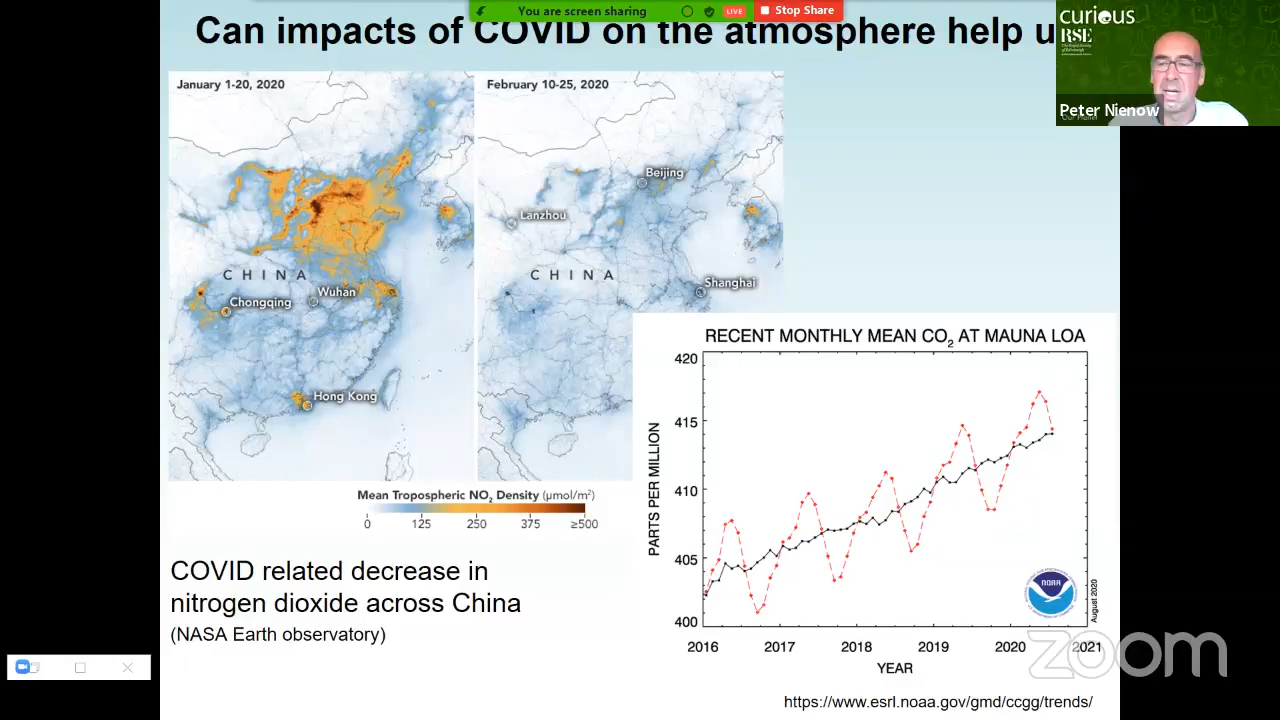 You are screen sharing
LIVE
Stop Share
Can impacts of COVID on the atmosphere help u
curious
RSE
Peter Nienow
January 1-20, 2020
CHINA
Chongqing
Wuhan
Hong Kong
February 10-25, 2020
Beijing
Lanzhou
CHINA
Shanghai
Mean Tropospheric NO₂ Density (μmol/m²)
0 125 250 375 ≥500
COVID related decrease in
nitrogen dioxide across China
(NASA Earth observatory)
RECENT MONTHLY MEAN CO₂ AT MAUNA LOA
PARTS PER MILLION
420
415
410
405
400
2016 2017 2018 2019 2020 2021
YEAR
NOAA
August 2020
zoom
https://www.esrl.noaa.gov/gmd/ccgg/trends/